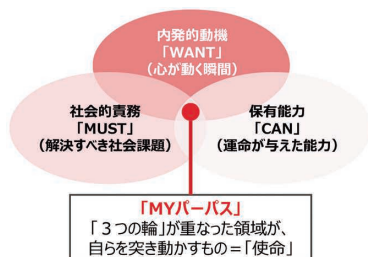 内発的動機
「WANT」
(心が動く瞬間)
社会的責務
「MUST」
(解決すべき社会課題)
保有能力
「CAN」
(運命が与えた能力)
「MYパーパス」
「３つの輪」が重なった領域が、
自らを突き動かすもの＝「使命」